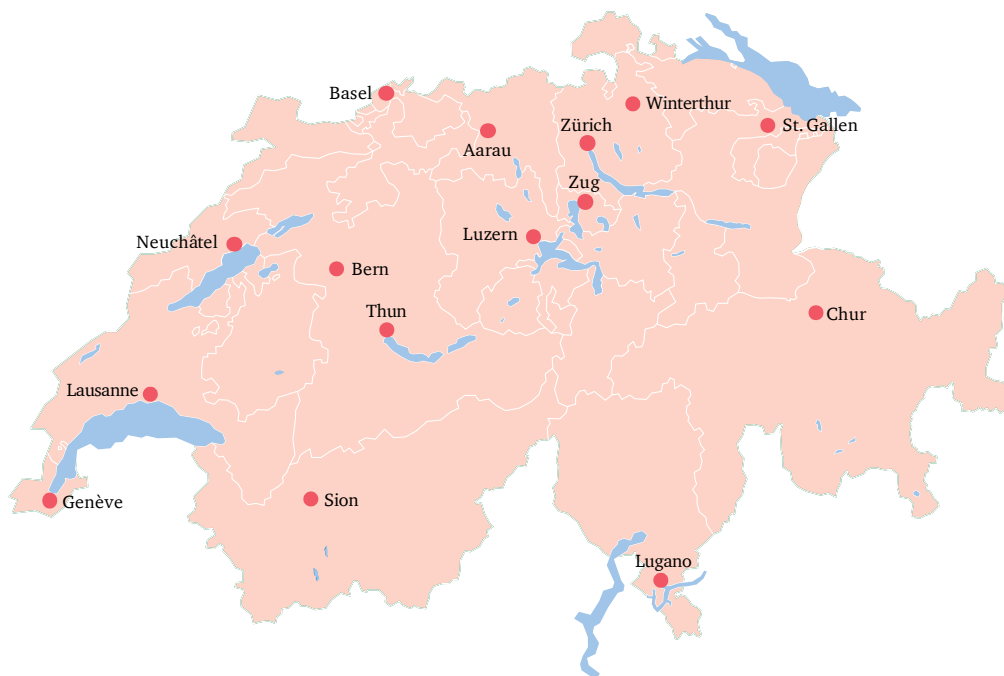 Basel
Winterthur
Zürich
St. Gallen
Aarau
Zug
Luzern
Neuchâtel
Bern
Thun
Chur
Lausanne
Genève
Sion
Lugano